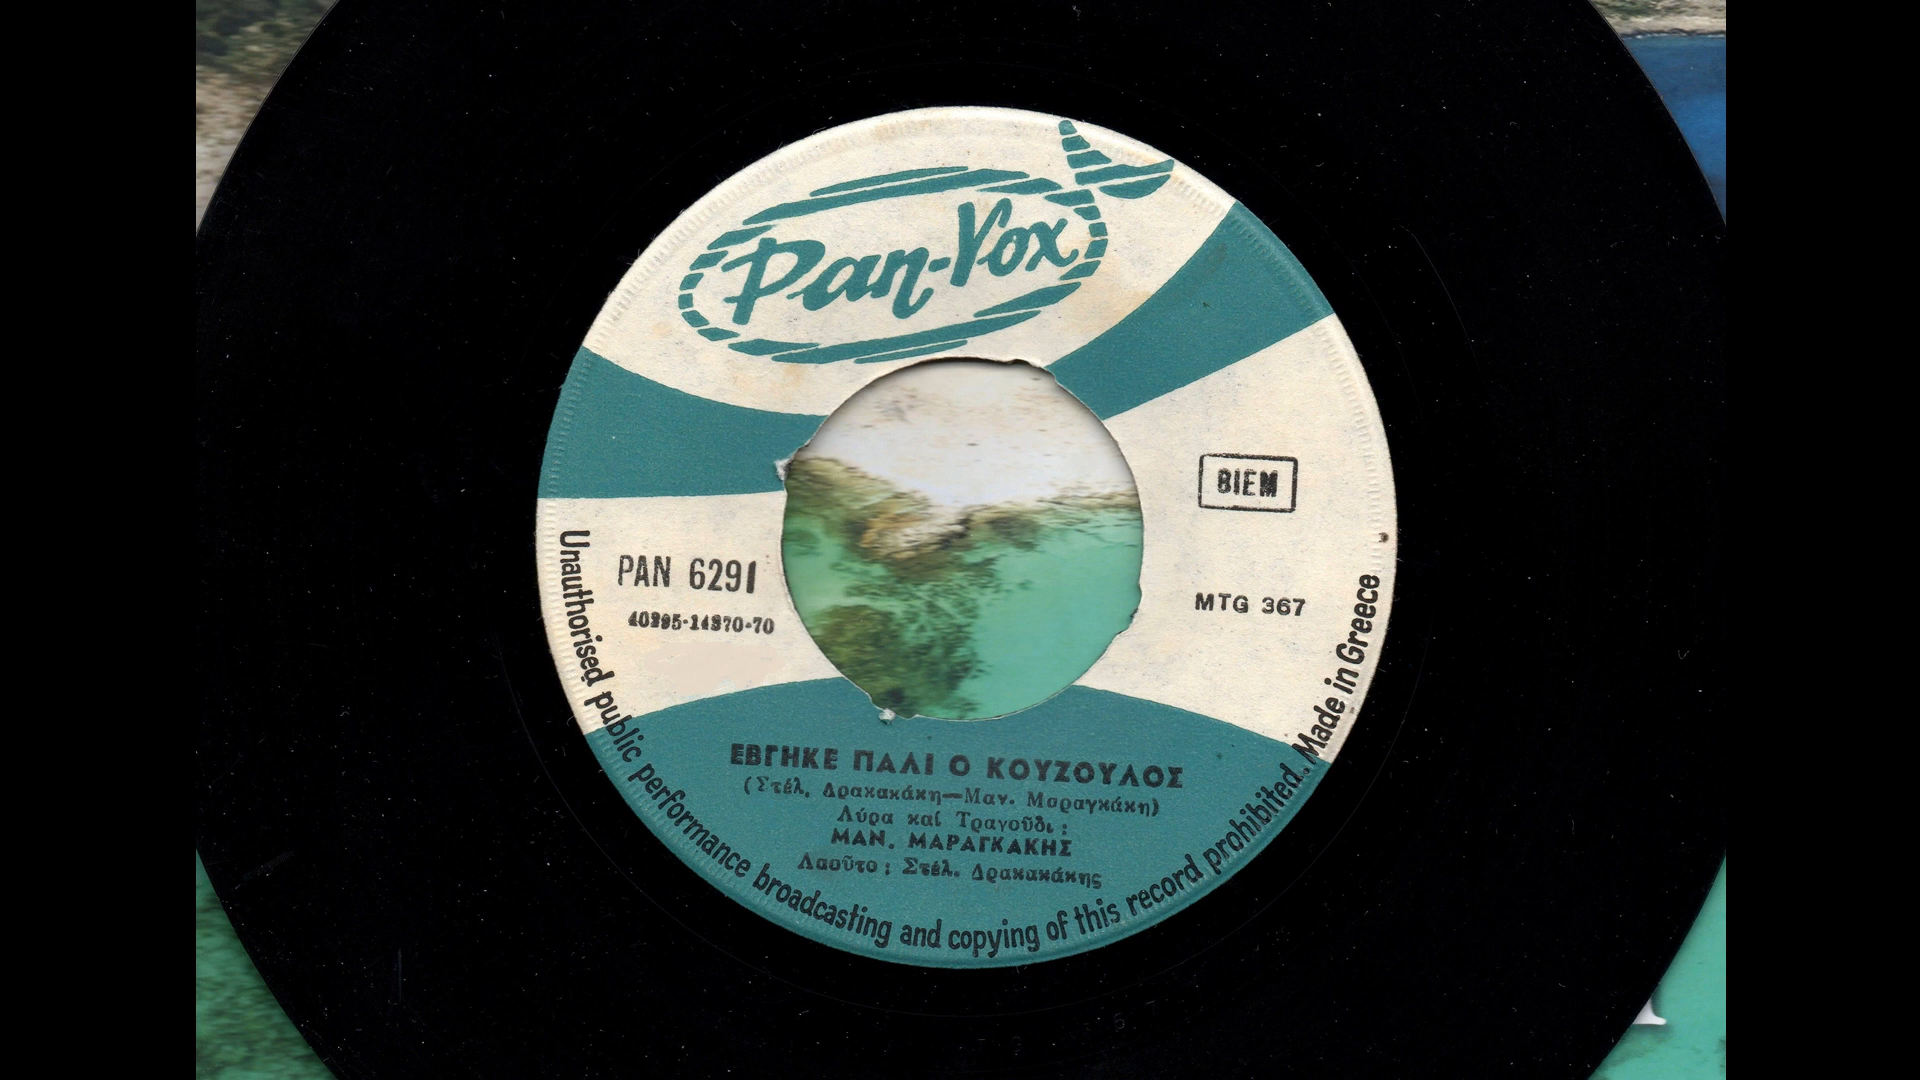 Pan-Vox
BIEM
PAN 6291
40395-14370-70
MTG 367
ΕΒΓΗΚΕ ΠΑΛΙ Ο ΚΟΥΖΟΥΛΟΣ
(Στέλ. Δρακακάκη—Μαν. Μαραγκάκη)
Λύρα καί Τραγοῦδι :
ΜΑΝ. ΜΑΡΑΓΚΑΚΗΣ
Λαοῦτο : Στέλ. Δρακακάκης
Unauthorised public performance broadcasting and copying of this record prohibited. Made in Greece